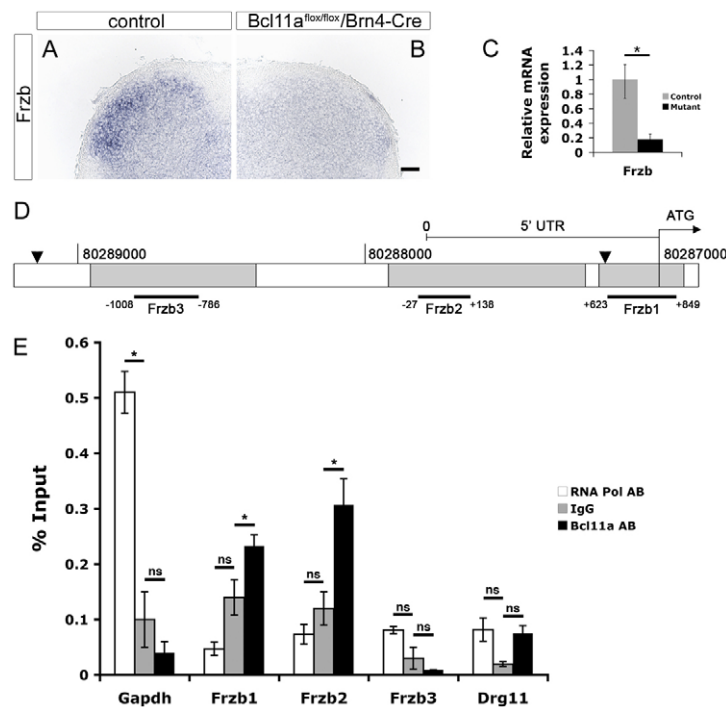 control
Bcl11aflox/flox/Brn4-Cre
Frzb
A
B
C
Relative mRNA
expression
1.4
1.2
1
0.8
0.6
0.4
0.2
0
*
Control
Mutant
Frzb
D
0
5' UTR
ATG
80289000
80288000
80287000
-1008
Frzb3
-786
-27
Frzb2
+138
+623
Frzb1
+849
E
% Input
0.6
0.5
0.4
0.3
0.2
0.1
0
*
ns
ns
*
ns
*
ns
ns
ns
ns
RNA Pol AB
IgG
Bcl11a AB
Gapdh
Frzb1
Frzb2
Frzb3
Drg11